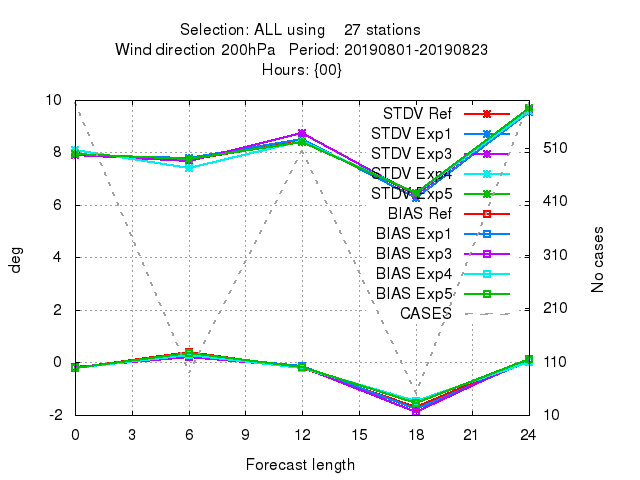 Selection: ALL using 27 stations
Wind direction 200hPa Period: 20190801-20190823
Hours: {00}
10
8
6
4
2
0
-2
deg
STDV Ref
STDV Exp1
STDV Exp3
STDV Exp4
STDV Exp5
BIAS Ref
BIAS Exp1
BIAS Exp3
BIAS Exp4
BIAS Exp5
CASES
510
410
310
210
110
10
No cases
0 3 6 9 12 15 18 21 24
Forecast length